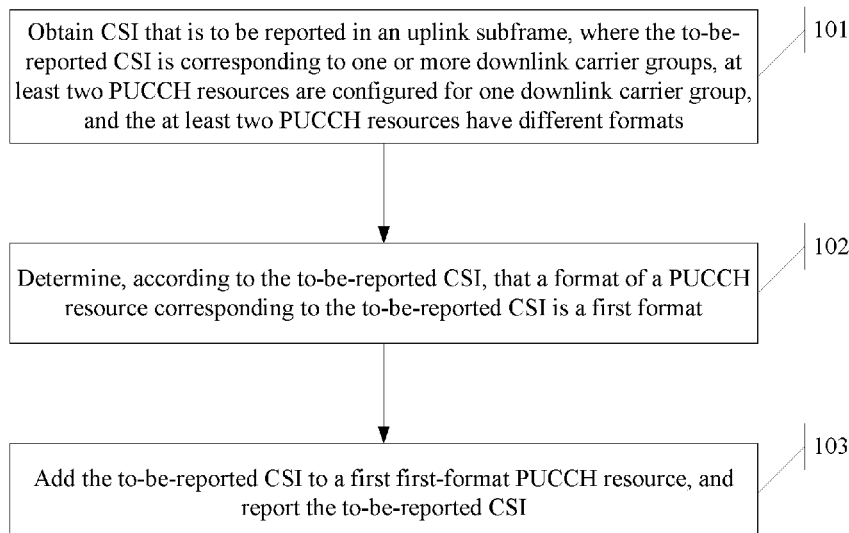 Obtain CSI that is to be reported in an uplink subframe, where the to-be-
reported CSI is corresponding to one or more downlink carrier groups, at
least two PUCCH resources are configured for one downlink carrier group,
and the at least two PUCCH resources have different formats
101
Determine, according to the to-be-reported CSI, that a format of a PUCCH
resource corresponding to the to-be-reported CSI is a first format
102
Add the to-be-reported CSI to a first first-format PUCCH resource, and
report the to-be-reported CSI
103